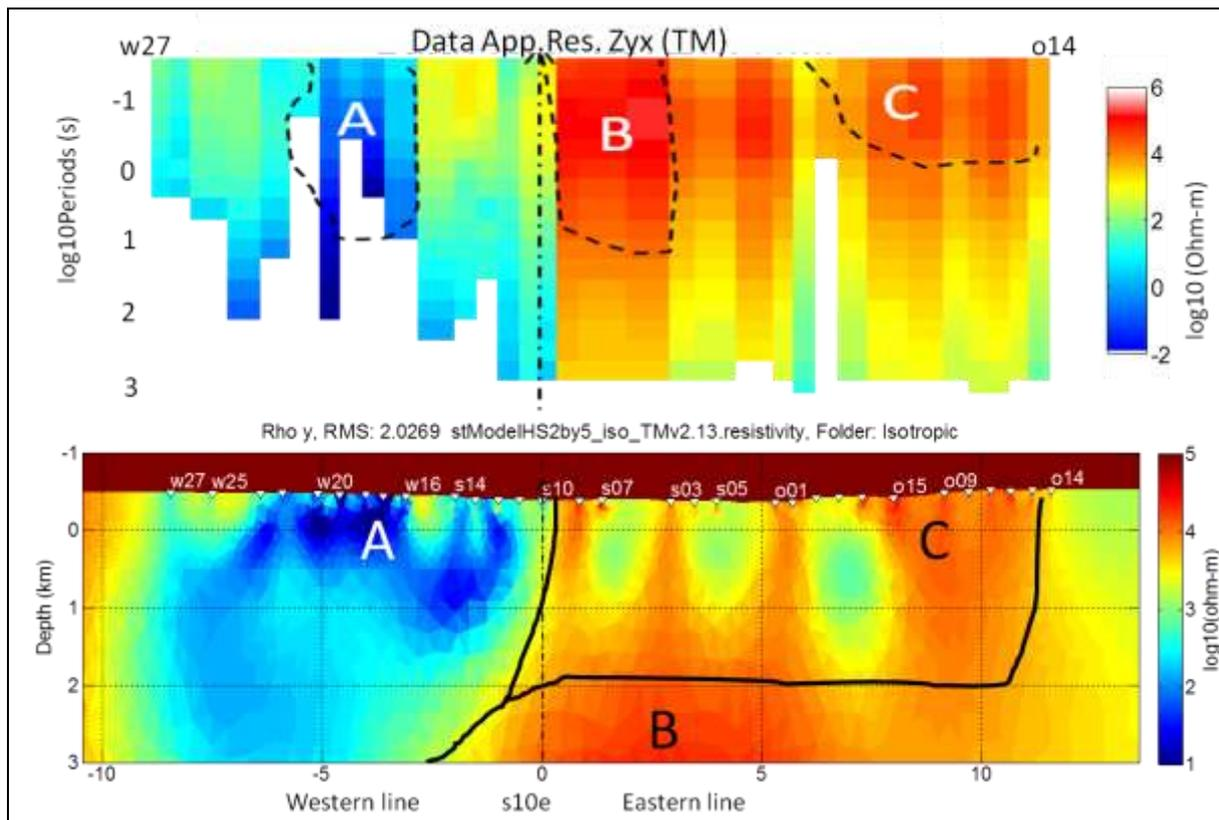 w27
Data App.Res. Zyx (TM)
o14
log10Periods (s)
-1
0
1
2
3
A
B
C
6
4
2
0
-2
log10 (Ohm-m)
Rho y, RMS: 2.0269 stModelHS2by5_iso_TMv2.13.resistivity, Folder: Isotropic
w27 w25 w20 w16 s14 s10 s07 s03 s05 o01 o15 o09 o14
Depth (km)
-1
0
1
2
3
A
B
C
-10 -5 0 5 10
5
4
3
2
1
log10(ohm-m)
Western line s10e Eastern line